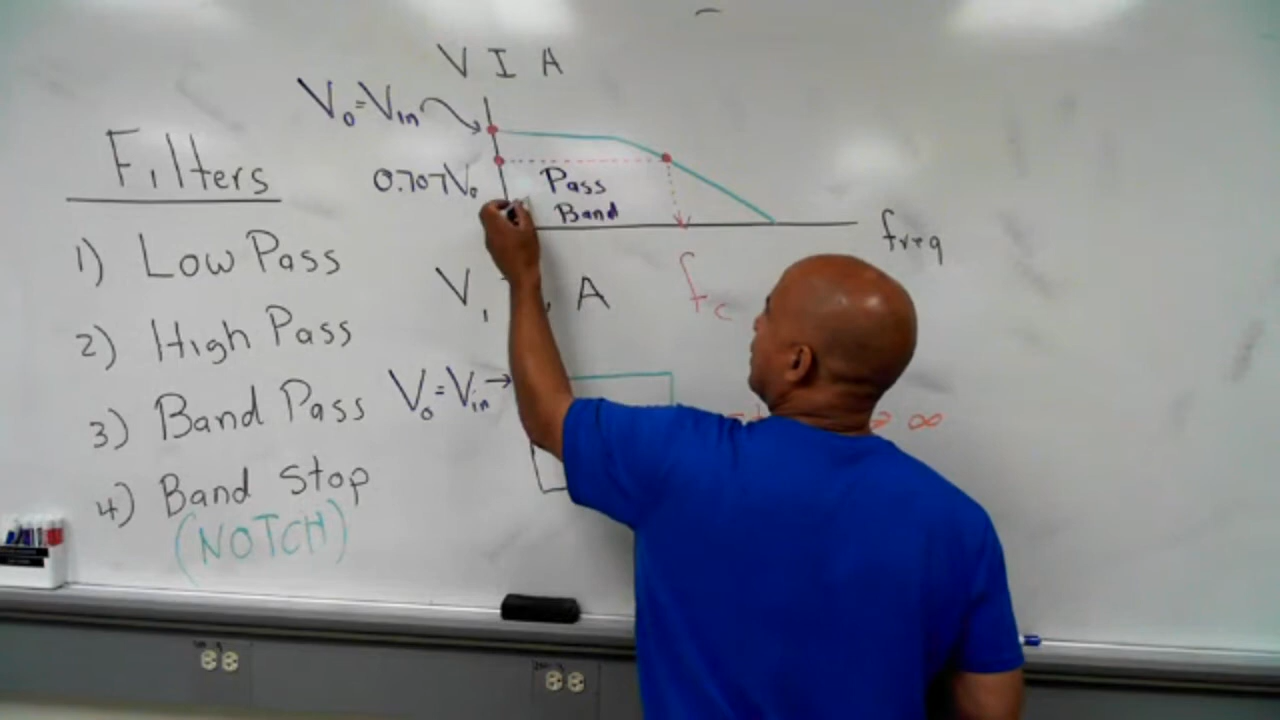 Filters
1) Low Pass
2) High Pass
3) Band Pass
4) Band Stop
(NOTCH)
V I A
Vo=Vin
0.707Vo
Pass
Band
freq
fc
V, , A
Vo=Vin
∞